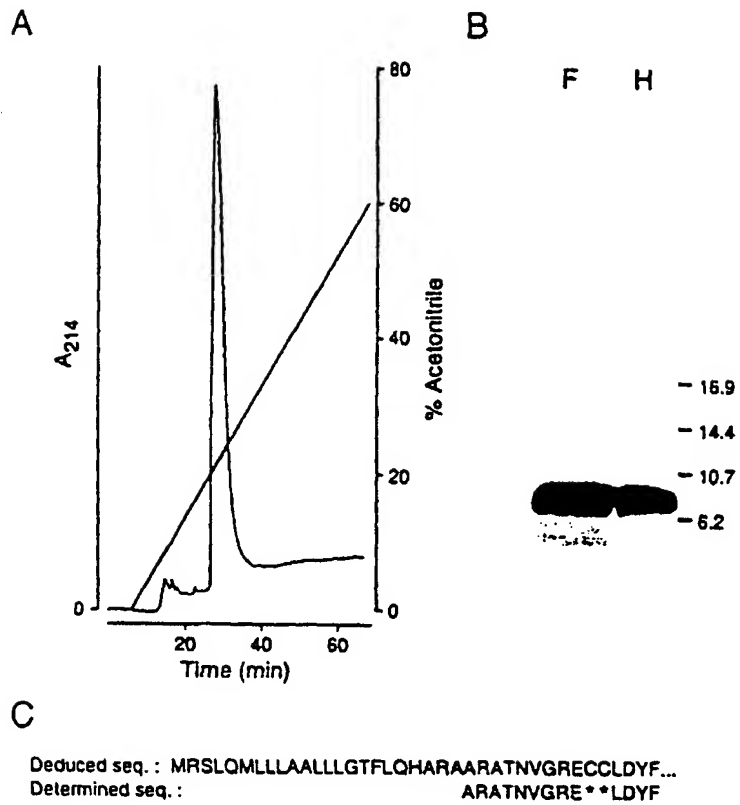 A
B
F H
80
60
40
20
0
A214
0
% Acetonitrile
20 40 60
Time (min)
16.9
14.4
10.7
6.2
C
Deduced seq. : MRSLQMLLLAALLLGTFLQHARAARATNVGRECCLDYF...
Determined seq. : ARATNVGRE**LDYF